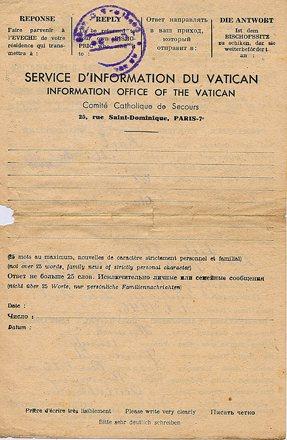 REPONSE
Faire parvenir à
l'EVECHE de votre
résidence qui trans-
mettra à :
REPLY
Ответ направлять
в ваш приход,
который
отправит в :
DIE ANTWORT
Ist dem
BISCHOFSSITZ
zu schiken, der sie
weiterbefördert
an :
SERVICE D'INFORMATION DU VATICAN
INFORMATION OFFICE OF THE VATICAN
Comité Catholique de Secours
25, rue Saint-Dominique, PARIS-7e
(25 mots au maximum, nouvelles de caractère strictement personnel et familial)
(not over 25 words, family news of strictly personal character)
Ответ не больше 25 слов. Исключительно личные или семейные сообщения
(nicht über 25 Worte, nur persönliche Familiennachrichten)
Date :
Число :
Datum :
Prière d'écrire très lisiblement Please write very clearly Писать четко
Bitte sehr deutlich schreiben